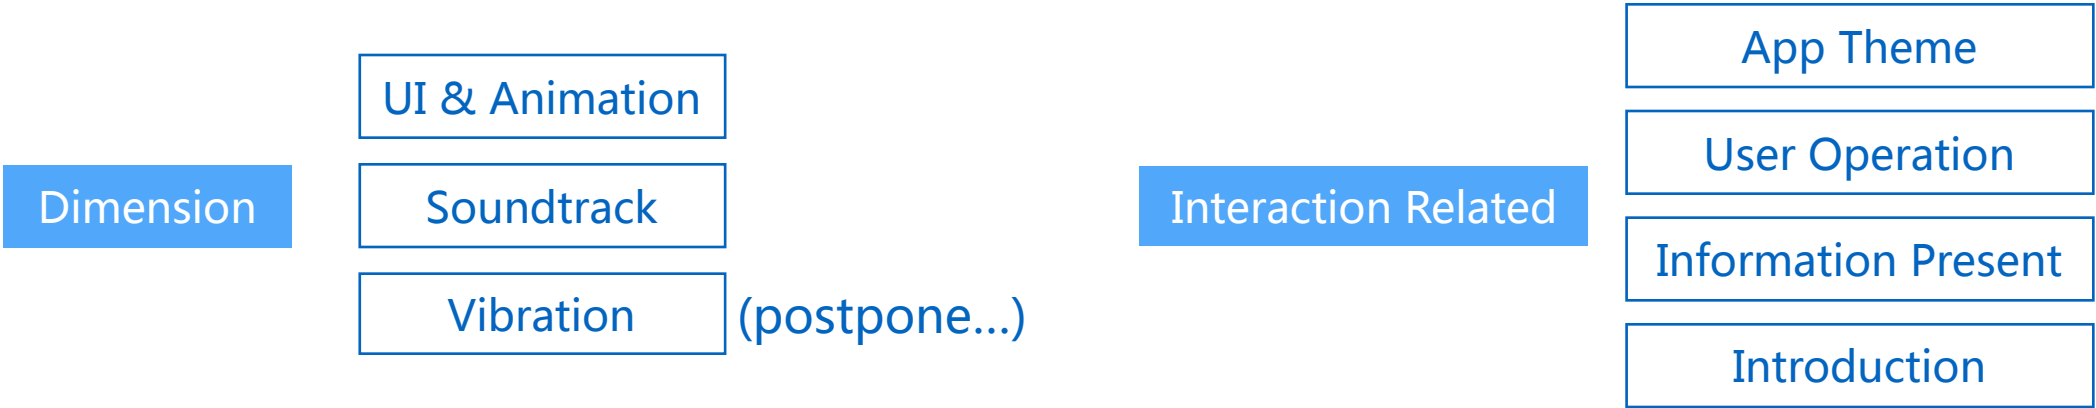 Dimension
UI & Animation
Soundtrack
Vibration (postpone...)
Interaction Related
App Theme
User Operation
Information Present
Introduction